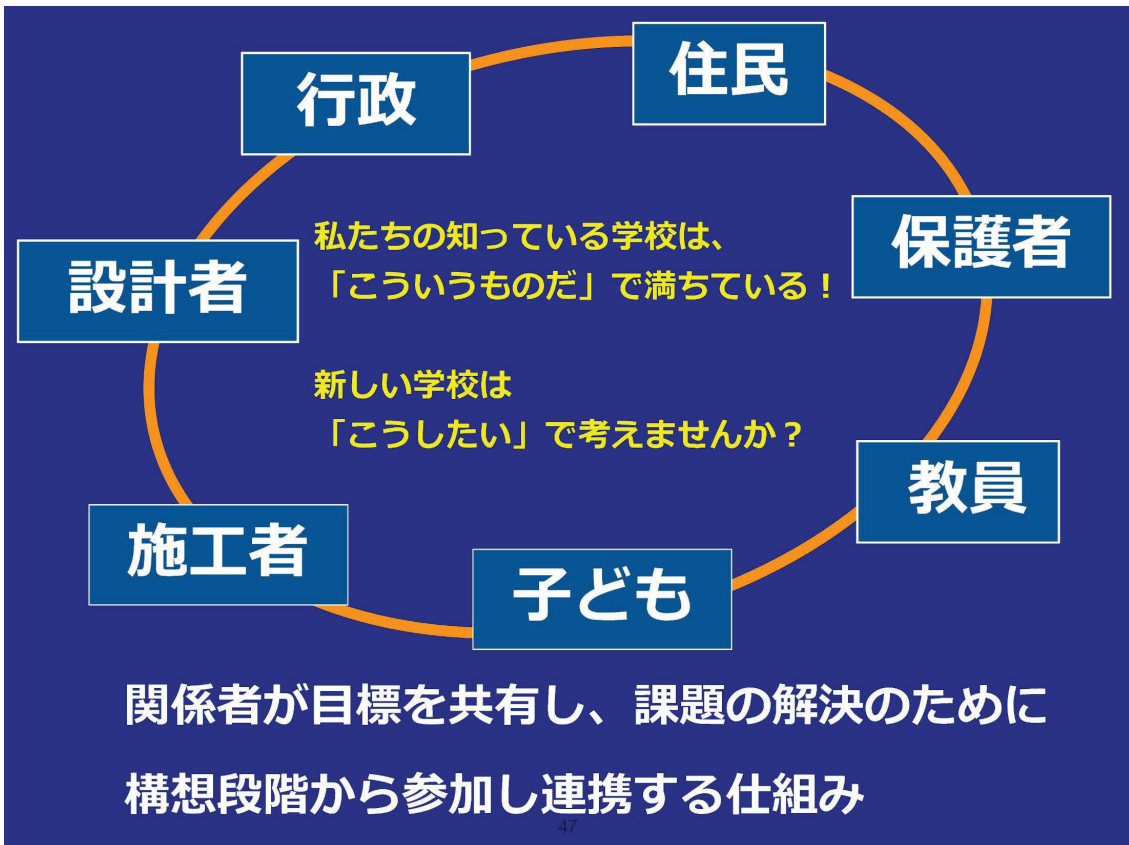 住民
行政
保護者
設計者
私たちの知っている学校は、
「こういうものだ」で満ちている！
新しい学校は
「こうしたい」で考えませんか？
教員
施工者
子ども
関係者が目標を共有し、課題の解決のために
構想段階から参加し連携する仕組み
47